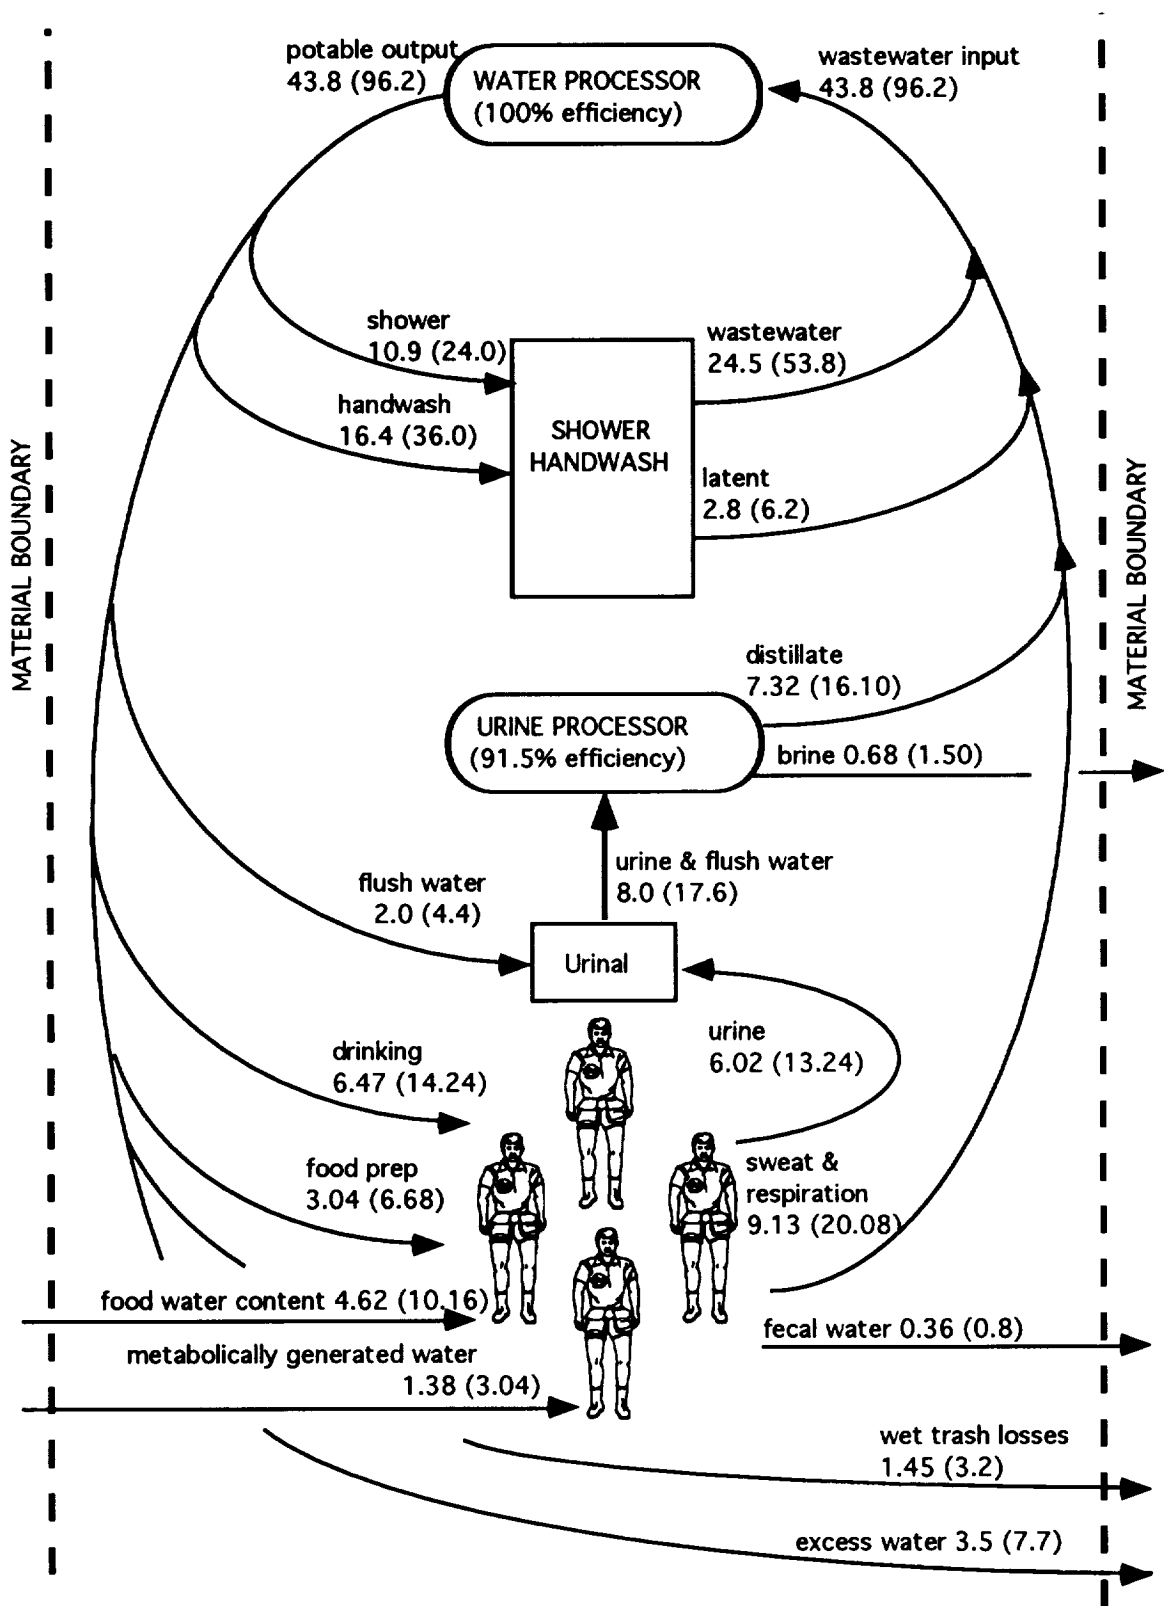 potable output
43.8 (96.2)
WATER PROCESSOR
(100% efficiency)
wastewater input
43.8 (96.2)
shower
10.9 (24.0)
handwash
16.4 (36.0)
SHOWER
HANDWASH
wastewater
24.5 (53.8)
latent
2.8 (6.2)
MATERIAL BOUNDARY
MATERIAL BOUNDARY
distillate
7.32 (16.10)
URINE PROCESSOR
(91.5% efficiency)
brine 0.68 (1.50)
urine & flush water
8.0 (17.6)
flush water
2.0 (4.4)
Urinal
urine
6.02 (13.24)
drinking
6.47 (14.24)
food prep
3.04 (6.68)
sweat &
respiration
9.13 (20.08)
food water content 4.62 (10.16)
fecal water 0.36 (0.8)
metabolically generated water
1.38 (3.04)
wet trash losses
1.45 (3.2)
excess water 3.5 (7.7)